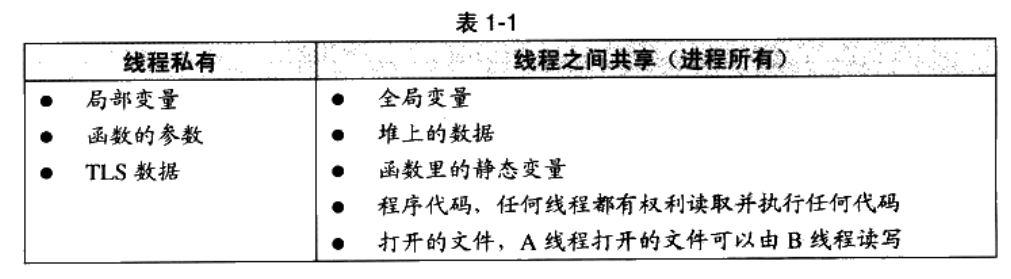 表 1-1
线程私有
线程之间共享（进程所有）
● 局部变量
● 函数的参数
● TLS 数据
● 全局变量
● 堆上的数据
● 函数里的静态变量
● 程序代码，任何线程都有权利读取并执行任何代码
● 打开的文件，A 线程打开的文件可以由 B 线程读写